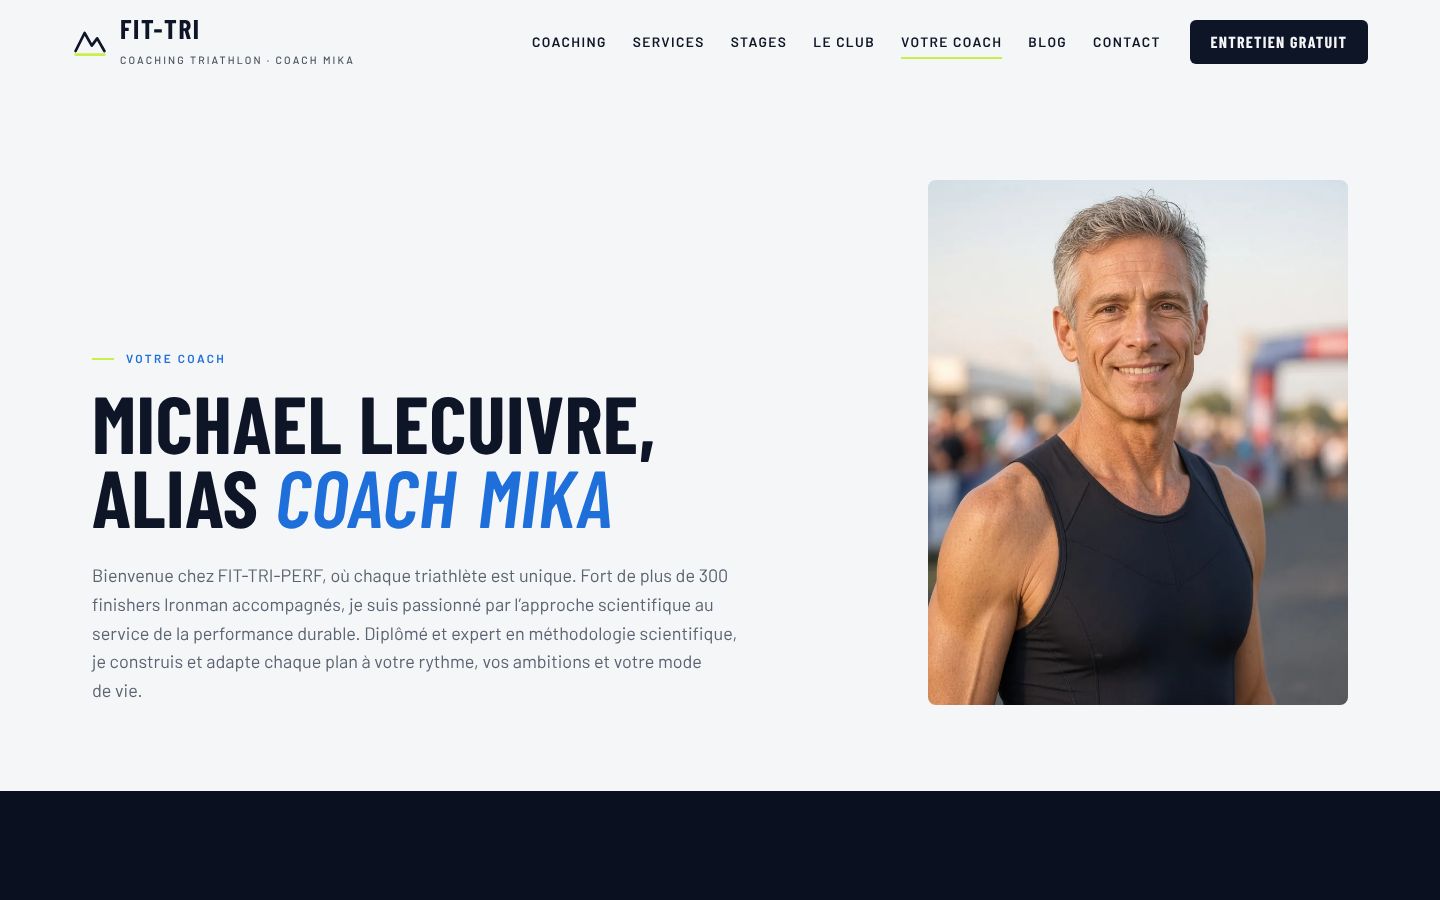 FIT-TRI
COACHING TRIATHLON · COACH MIKA
COACHING
SERVICES
STAGES
LE CLUB
VOTRE COACH
BLOG
CONTACT
ENTRETIEN GRATUIT
VOTRE COACH
MICHAEL LECUIVRE,
ALIAS COACH MIKA
Bienvenue chez FIT-TRI-PERF, où chaque triathlète est unique. Fort de plus de 300
finishers Ironman accompagnés, je suis passionné par l’approche scientifique au
service de la performance durable. Diplômé et expert en méthodologie scientifique,
je construis et adapte chaque plan à votre rythme, vos ambitions et votre mode
de vie.